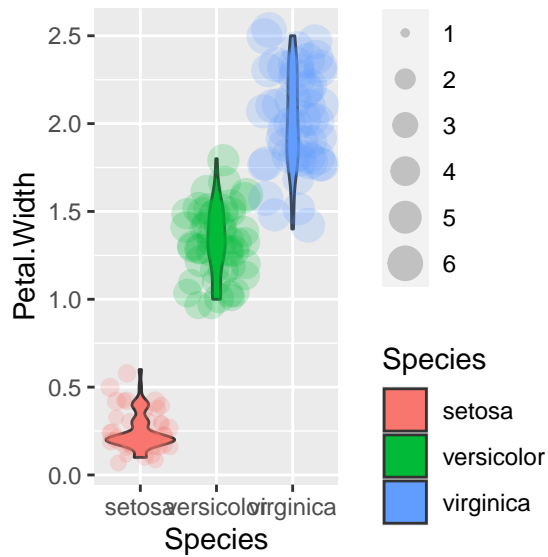 2.5
2.0
1.5
1.0
0.5
0.0
Petal.Width
setosa versicolor virginica
Species
1
2
3
4
5
6
Species
setosa
versicolor
virginica